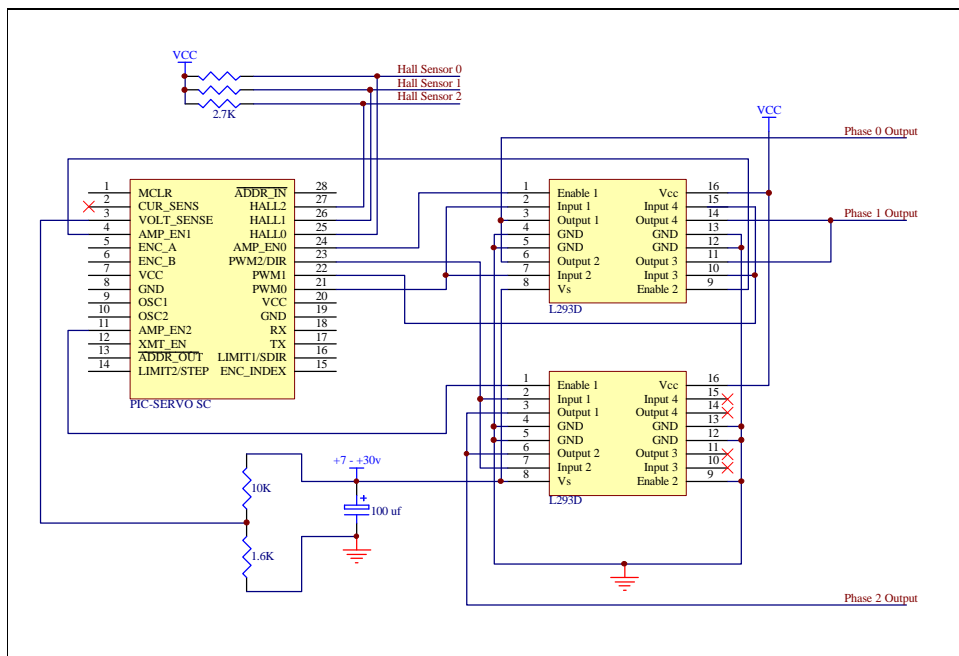 VCC
Hall Sensor 0
Hall Sensor 1
Hall Sensor 2
2.7K
VCC
Phase 0 Output
1 MCLR ADDR_IN 28
2 CUR_SENS HALL2 27
3 VOLT_SENSE HALL1 26
4 AMP_EN1 HALL0 25
5 ENC_A AMP_EN0 24
6 ENC_B PWM2/DIR 23
7 VCC PWM1 22
8 GND PWM0 21
9 OSC1 VCC 20
10 OSC2 GND 19
11 AMP_EN2 RX 18
12 XMT_EN TX 17
13 ADDR_OUT LIMIT1/SDIR 16
14 LIMIT2/STEP ENC_INDEX 15
PIC-SERVO SC
1 Enable 1 Vcc 16
2 Input 1 Input 4 15
3 Output 1 Output 4 14
4 GND GND 13
5 GND GND 12
6 Output 2 Output 3 11
7 Input 2 Input 3 10
8 Vs Enable 2 9
L293D
Phase 1 Output
1 Enable 1 Vcc 16
2 Input 1 Input 4 15
3 Output 1 Output 4 14
4 GND GND 13
5 GND GND 12
6 Output 2 Output 3 11
7 Input 2 Input 3 10
8 Vs Enable 2 9
L293D
+7 - +30v
10K
+
100 uf
1.6K
Phase 2 Output